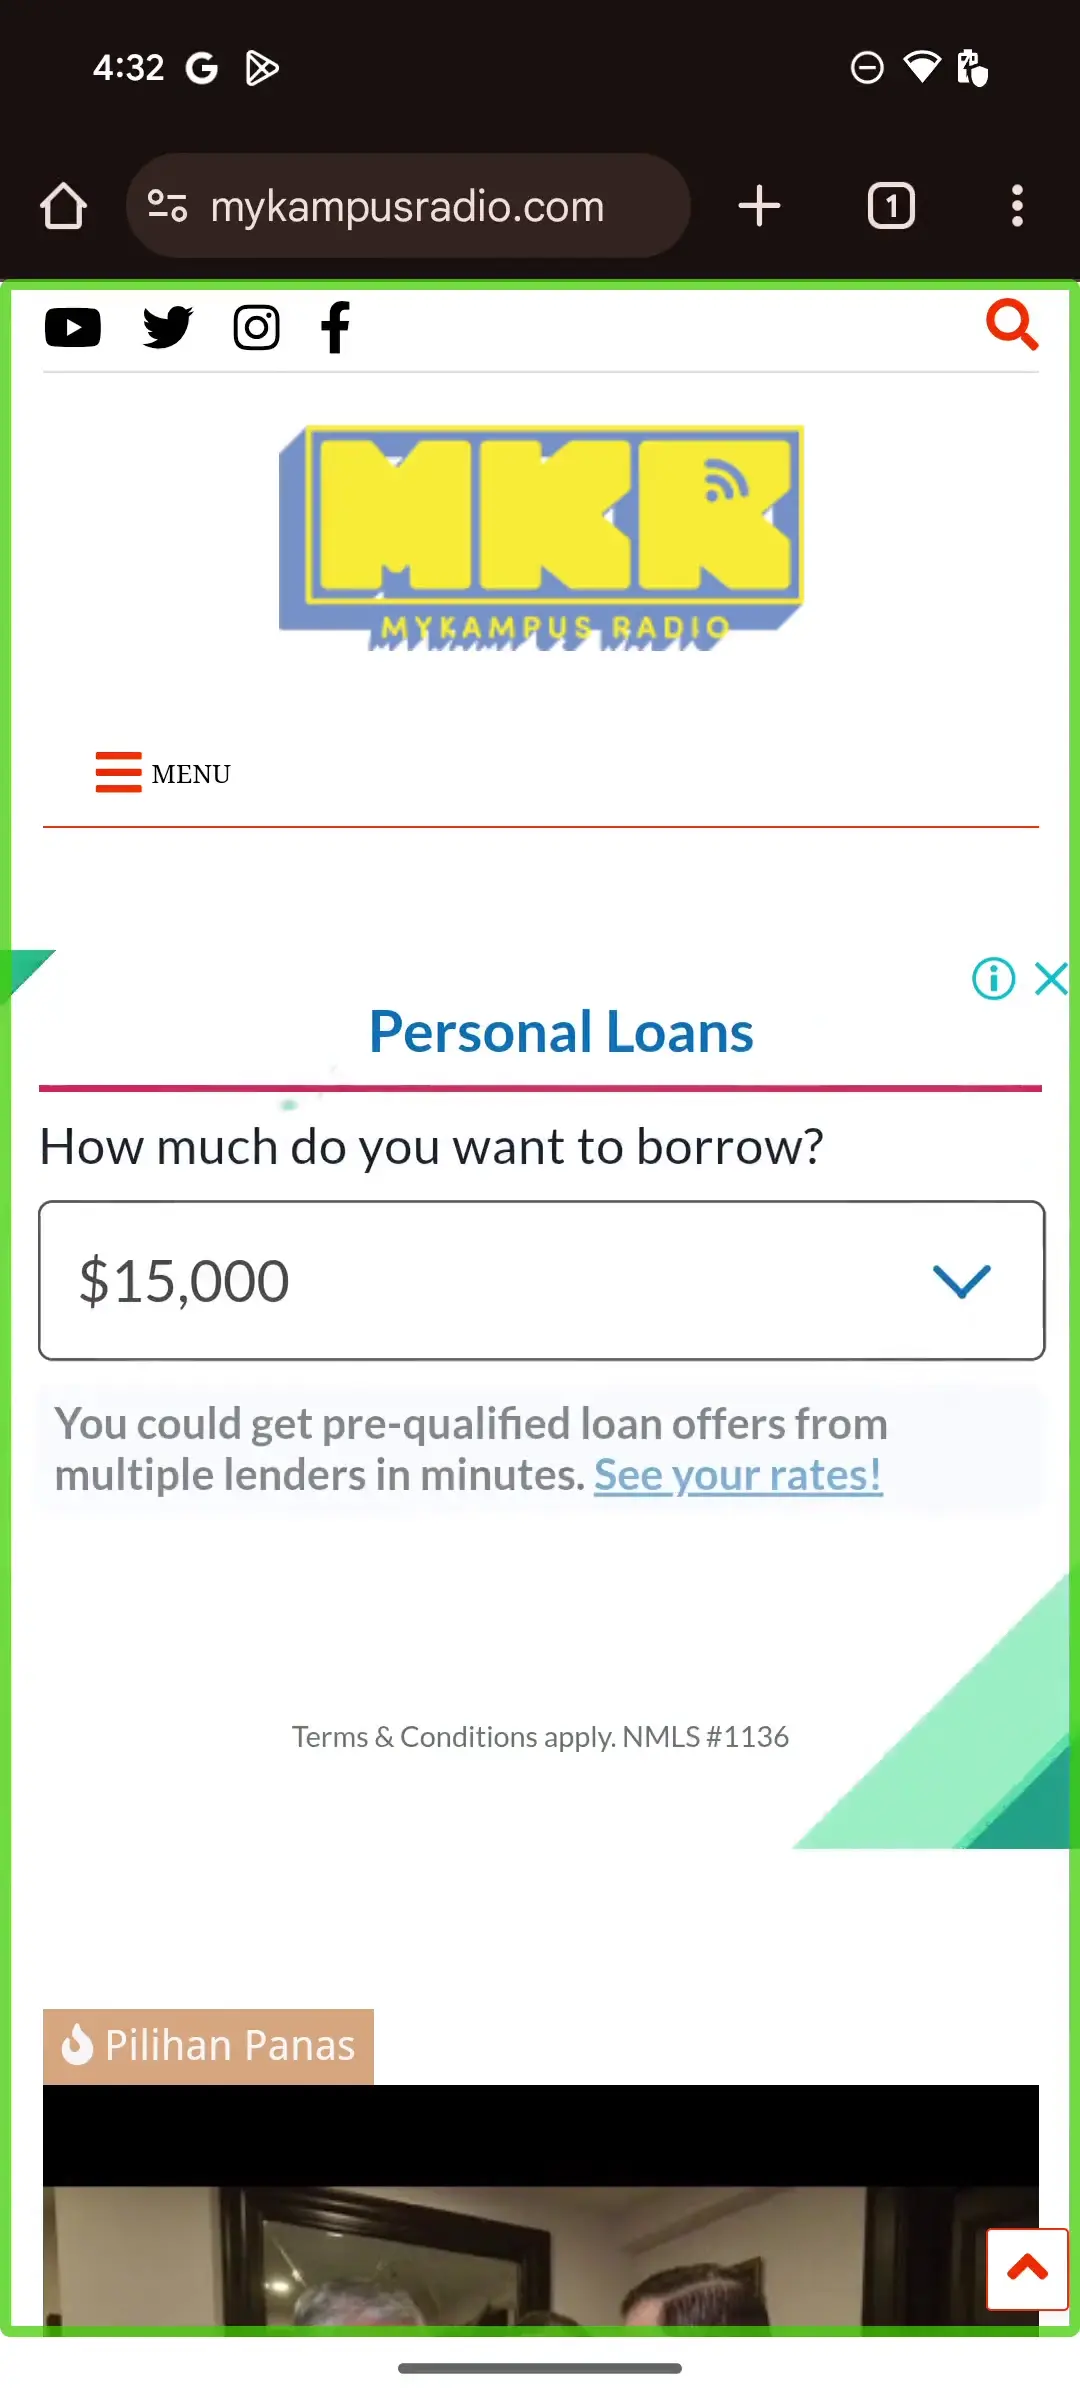 4:32
mykampusradio.com
1
MKR
MYKAMPUS RADIO
MENU
Personal Loans
How much do you want to borrow?
$15,000
You could get pre-qualified loan offers from
multiple lenders in minutes. See your rates!
Terms & Conditions apply. NMLS #1136
Pilihan Panas